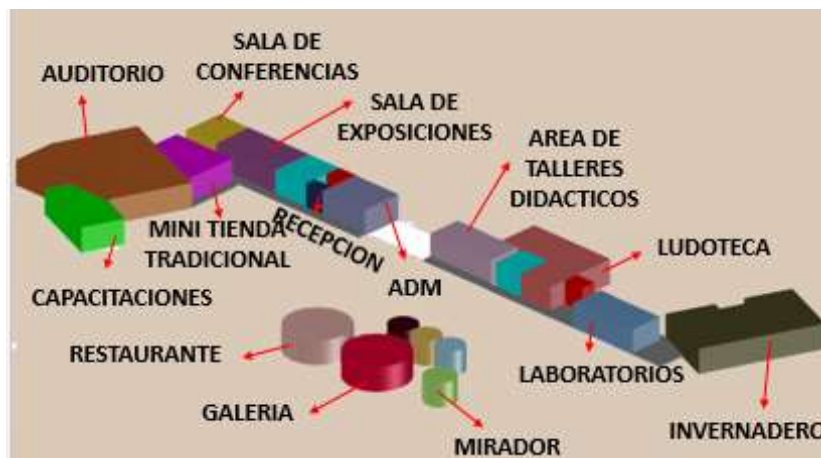 SALA DE
CONFERENCIAS
AUDITORIO
SALA DE
EXPOSICIONES
AREA DE
TALLERES
DIDACTICOS
MINI TIENDA
TRADICIONAL
RECEPCION
LUDOTECA
CAPACITACIONES
ADM
RESTAURANTE
LABORATORIOS
GALERIA
MIRADOR
INVERNADERO